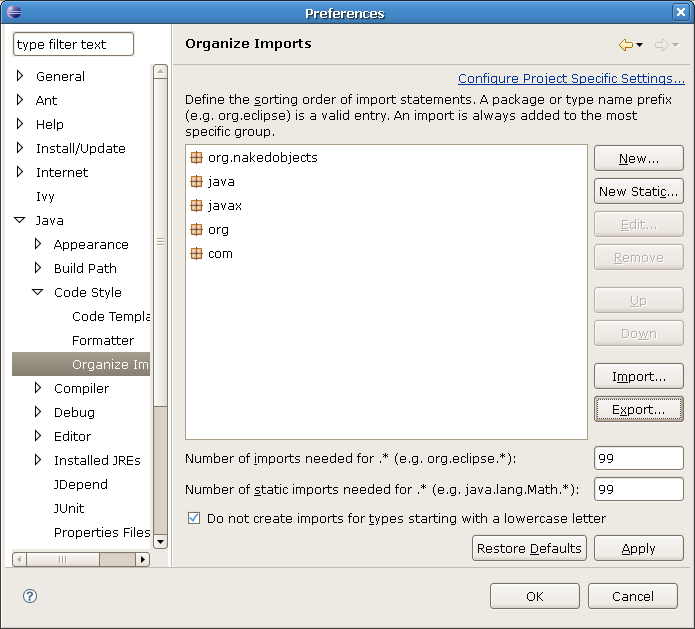 Preferences
type filter text
General
Ant
Help
Install/Update
Internet
Ivy
Java
Appearance
Build Path
Code Style
Code Templa
Formatter
Organize Im
Compiler
Debug
Editor
Installed JREs
JDepend
JUnit
Properties Files
Organize Imports
Configure Project Specific Settings...
Define the sorting order of import statements. A package or type name prefix
(e.g. org.eclipse) is a valid entry. An import is always added to the most
specific group.
org.nakedobjects
java
javax
org
com
New...
New Static...
Edit...
Remove
Up
Down
Import...
Export...
Number of imports needed for .* (e.g. org.eclipse.*):
99
Number of static imports needed for .* (e.g. java.lang.Math.*):
99
Do not create imports for types starting with a lowercase letter
Restore Defaults
Apply
?
OK
Cancel